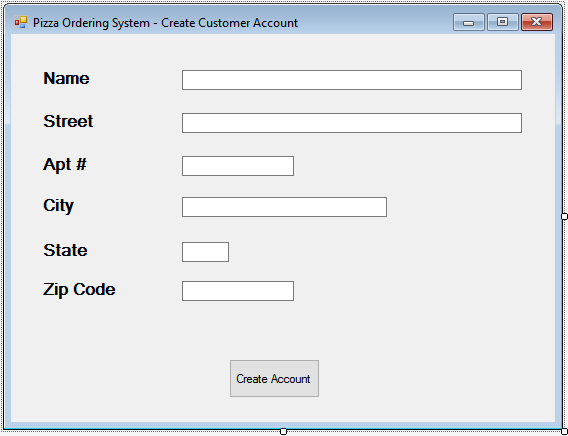 Pizza Ordering System - Create Customer Account
Name
Street
Apt #
City
State
Zip Code
Create Account